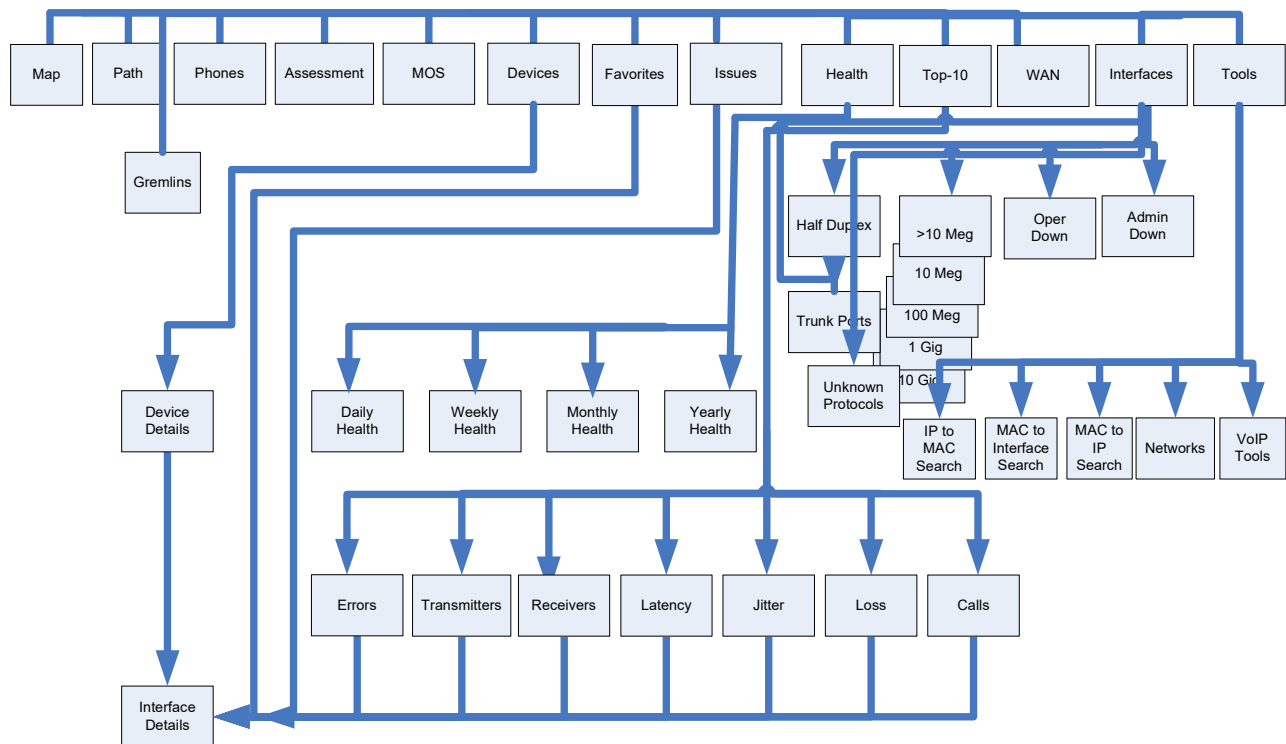 Map
Path
Phones
Assessment
MOS
Devices
Favorites
Issues
Health
Top-10
WAN
Interfaces
Tools
Gremlins
Half Duplex
>10 Meg
Oper
Down
Admin
Down
10 Meg
Trunk Ports
100 Meg
1 Gig
10 Gig
Unknown
Protocols
Device
Details
Daily
Health
Weekly
Health
Monthly
Health
Yearly
Health
IP to
MAC
Search
MAC to
Interface
Search
MAC to
IP
Search
Networks
VoIP
Tools
Errors
Transmitters
Receivers
Latency
Jitter
Loss
Calls
Interface
Details